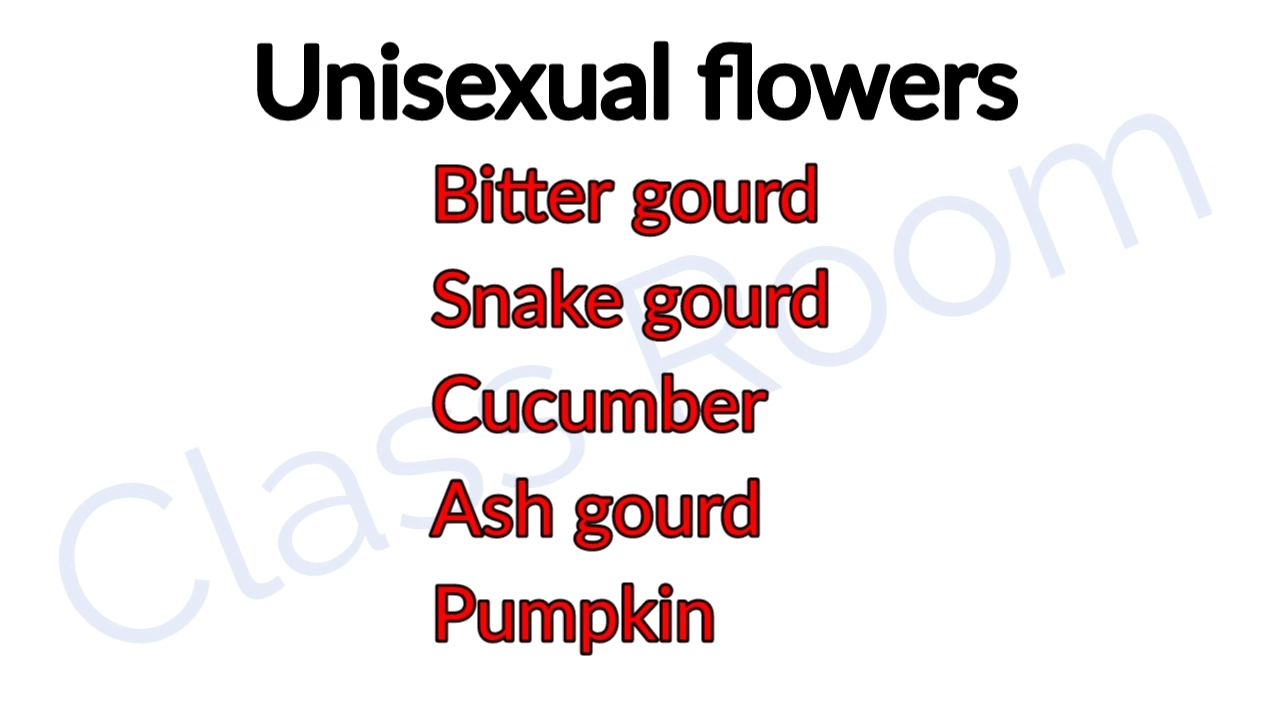 Unisexual flowers
Bitter gourd
Snake gourd
Cucumber
Ash gourd
Pumpkin
Class Room